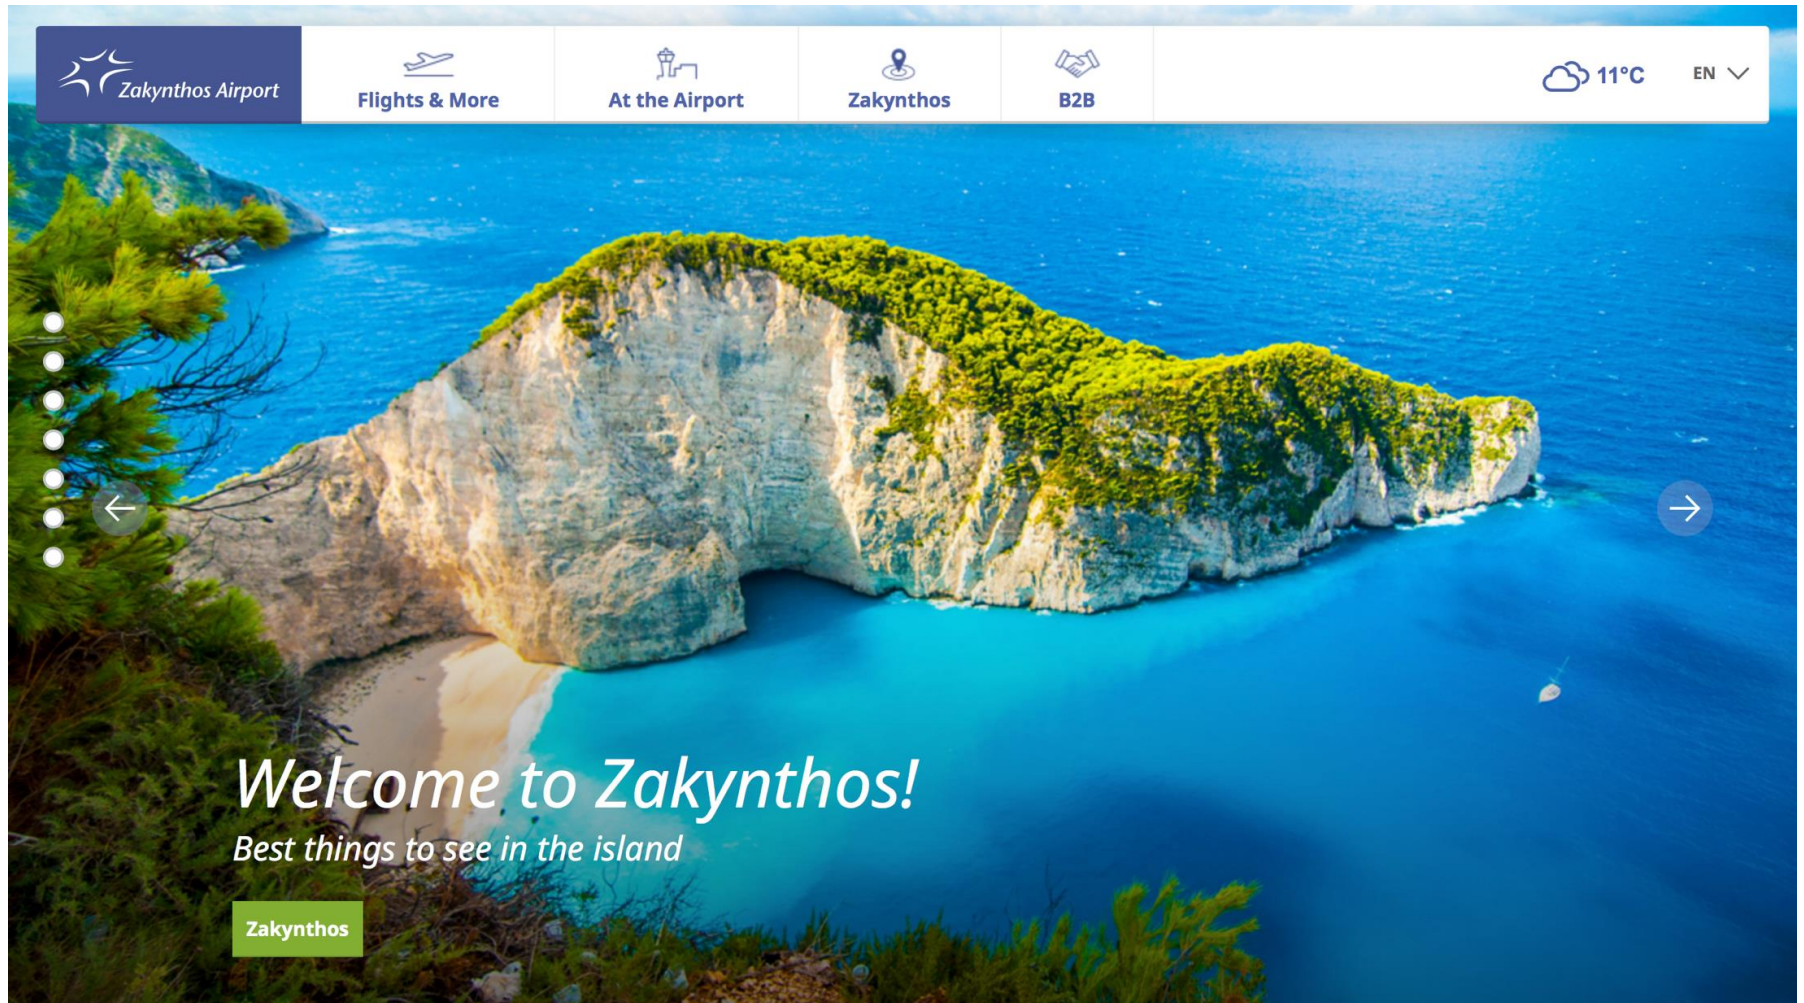 Zakynthos Airport
Flights & More
At the Airport
Zakynthos
B2B
11°C
EN
Welcome to Zakynthos!
Best things to see in the island
Zakynthos